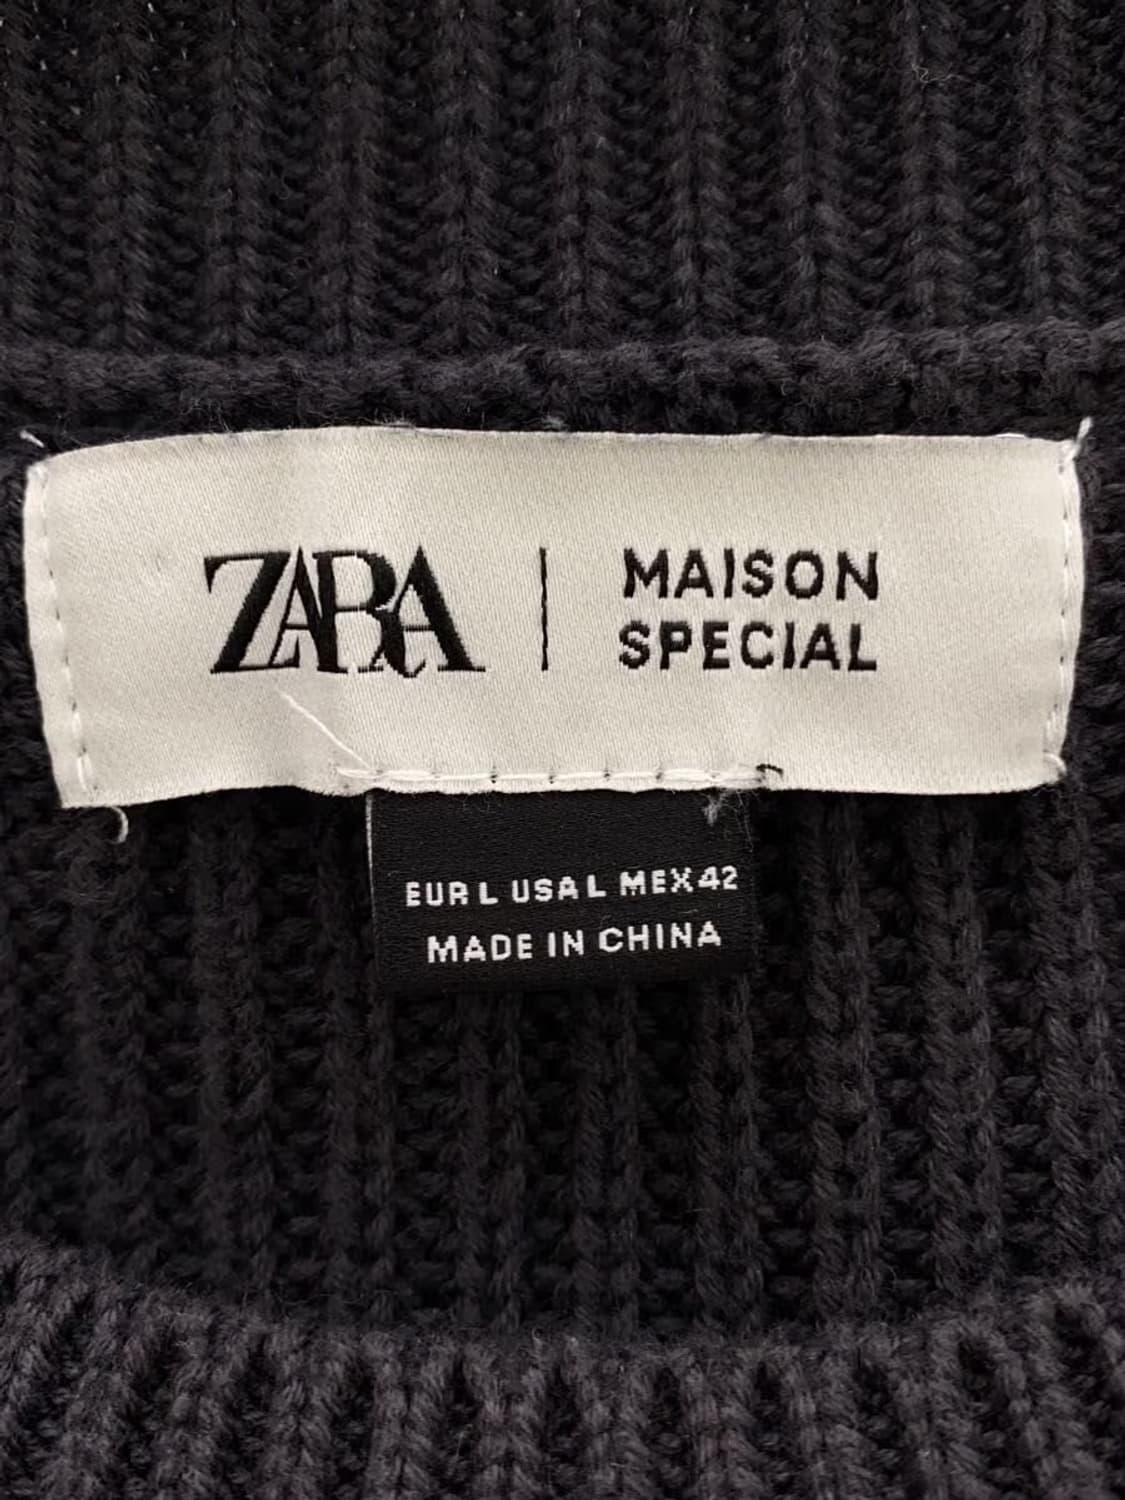 ZARA | MAISON
SPECIAL
EUR L USA L MEX 42
MADE IN CHINA